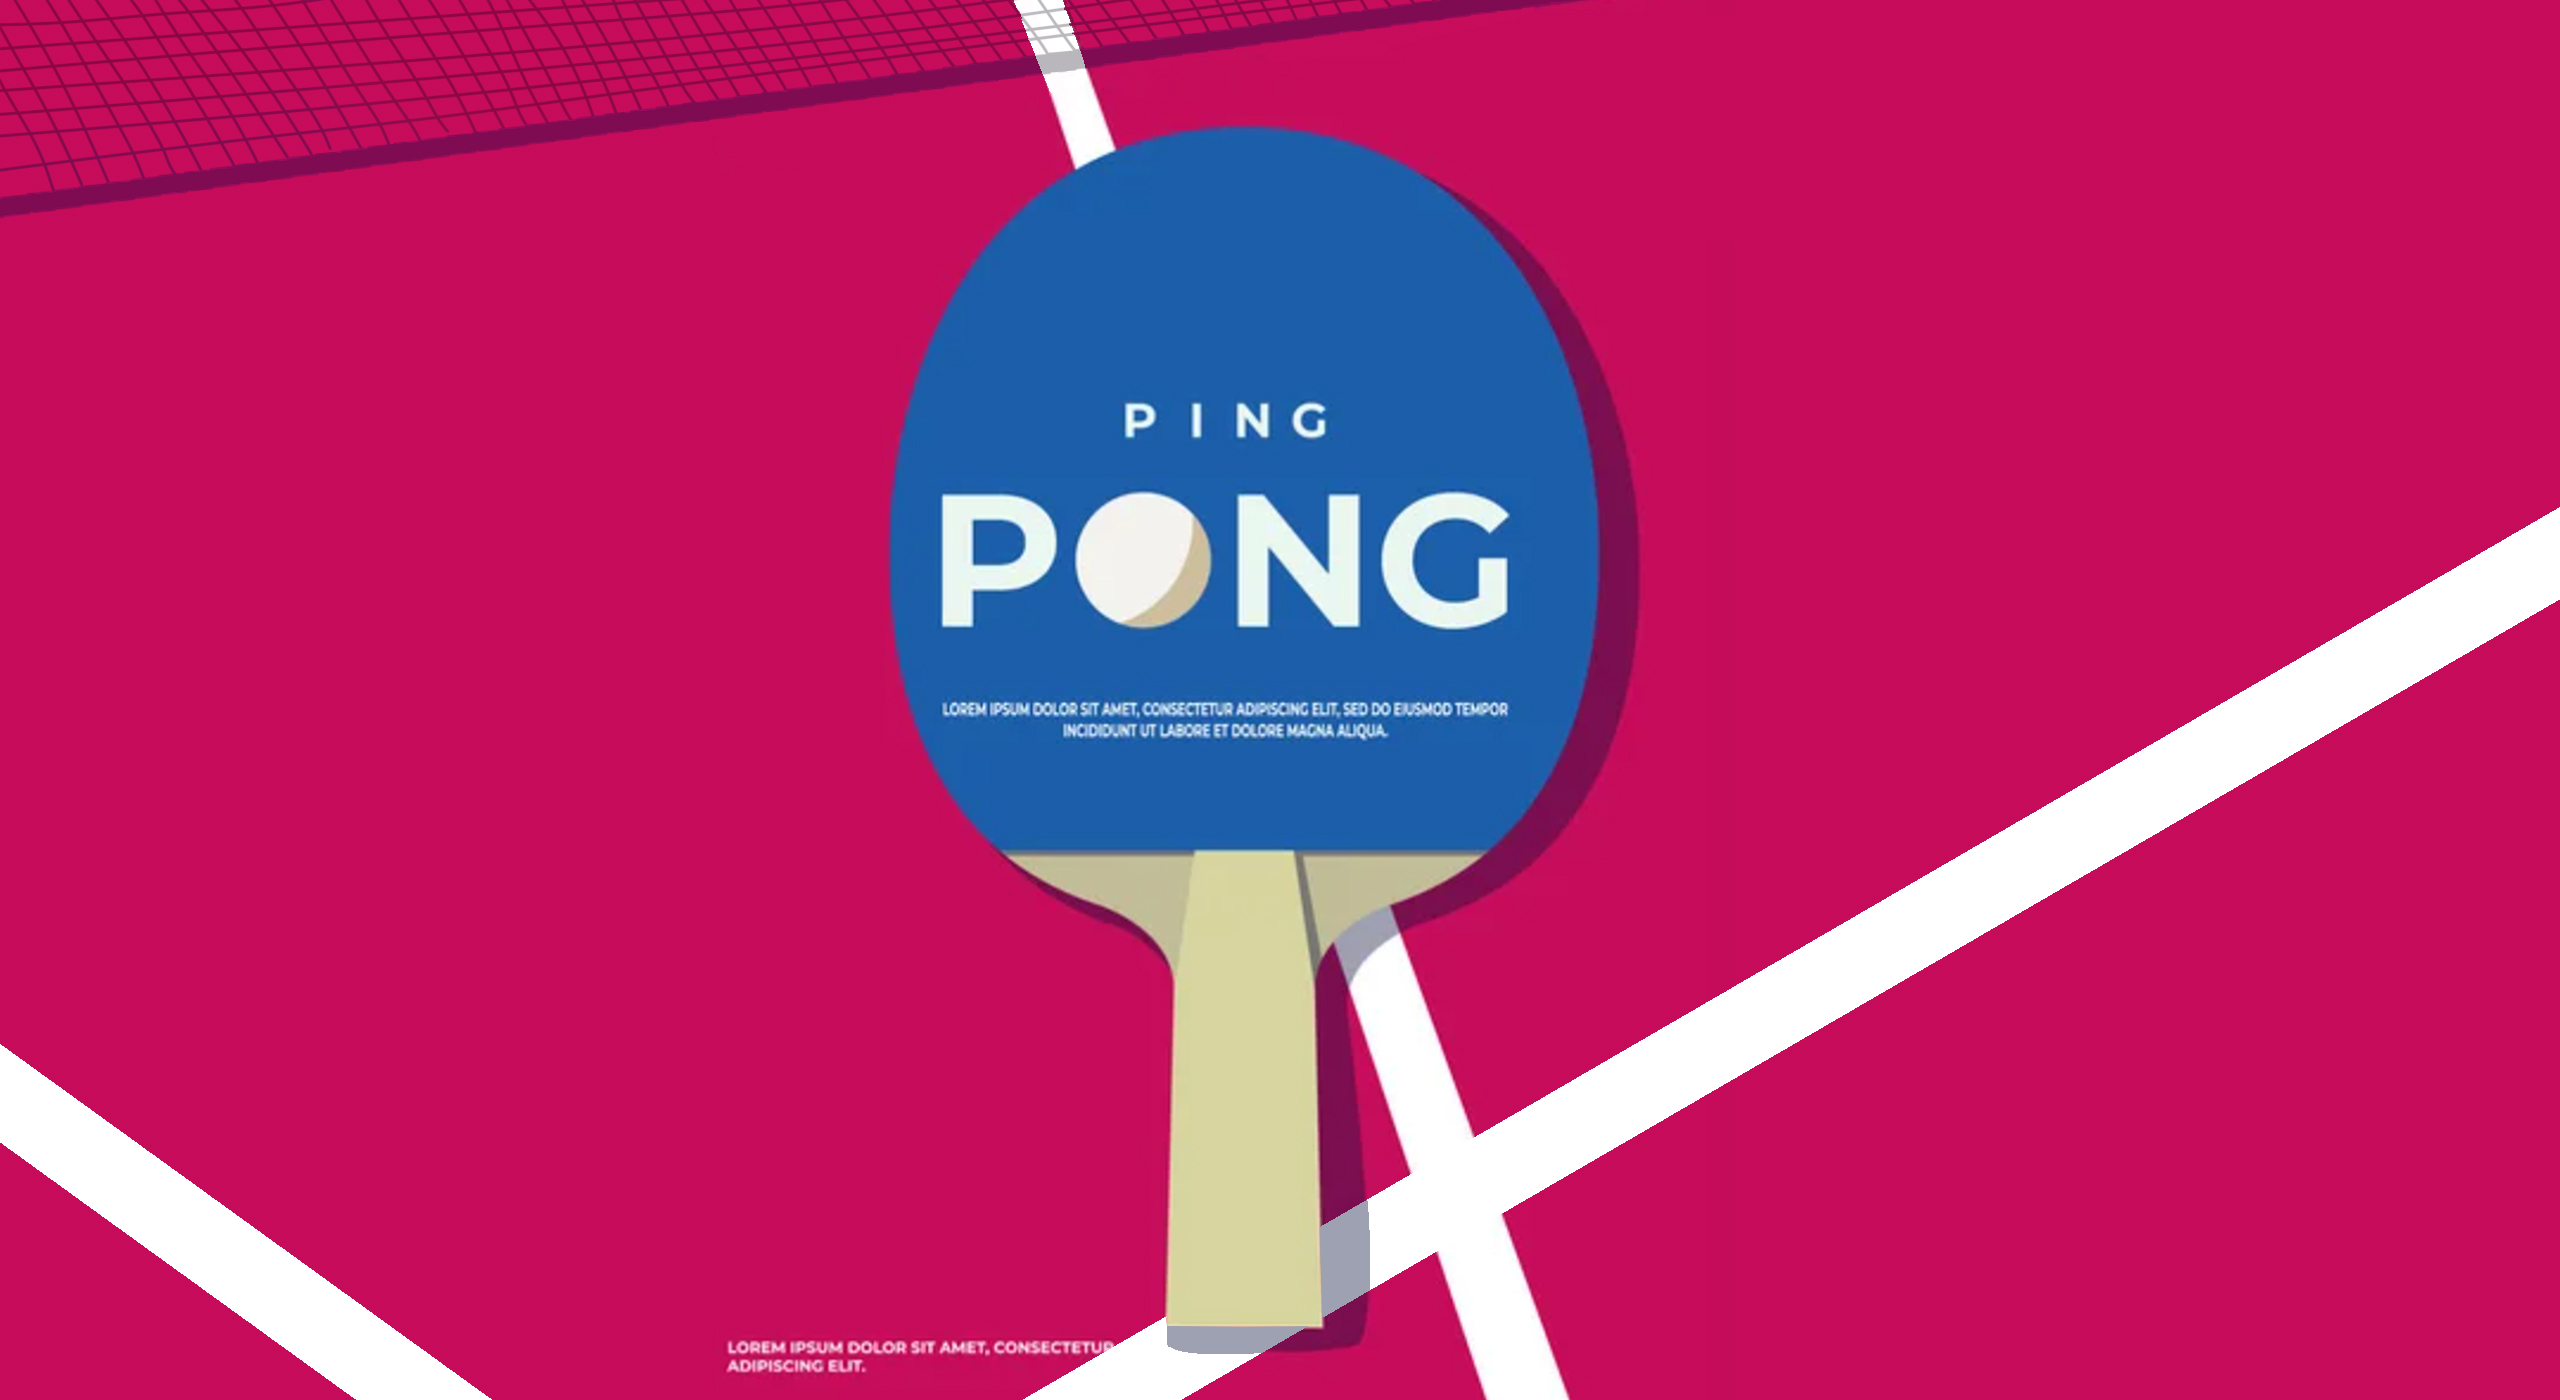 PING
PONG
LOREM IPSUM DOLOR SIT AMET, CONSECTETUR ADIPISCING ELIT, SED DO EIUSMOD TEMPOR
INCIDIDUNT UT LABORE ET DOLORE MAGNA ALIQUA.
LOREM IPSUM DOLOR SIT AMET, CONSECTETUR
ADIPISCING ELIT.